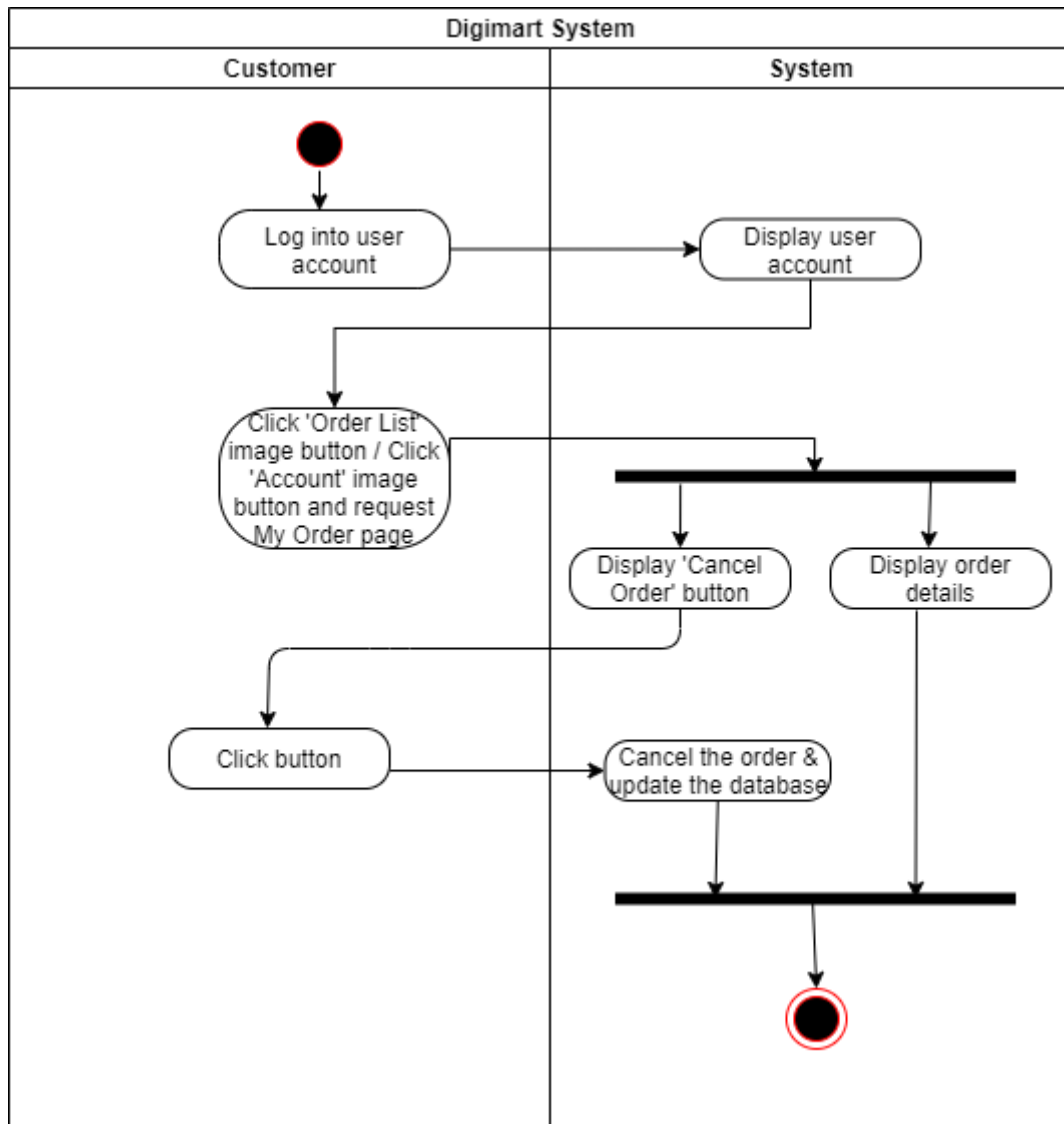 Digimart System
Customer
System
Log into user
account
Display user
account
Click 'Order List'
image button / Click
'Account' image
button and request
My Order page
Display 'Cancel
Order' button
Display order
details
Click button
Cancel the order &
update the database